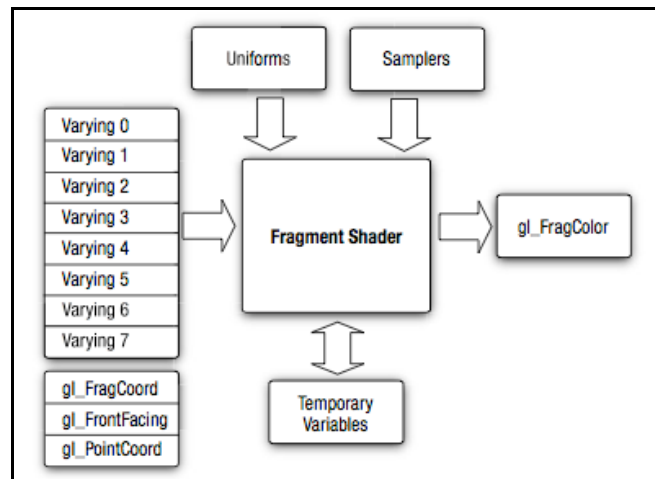 Uniforms
Samplers
Varying 0
Varying 1
Varying 2
Varying 3
Varying 4
Varying 5
Varying 6
Varying 7
Fragment Shader
gl_FragColor
gl_FragCoord
gl_FrontFacing
gl_PointCoord
Temporary
Variables